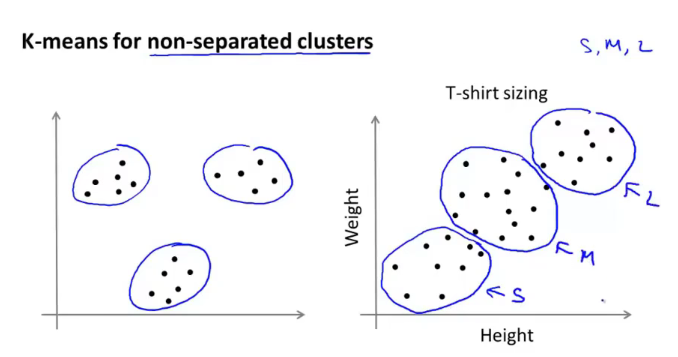 K-means for non-separated clusters
S, M, L
T-shirt sizing
Weight
L
M
S
Height